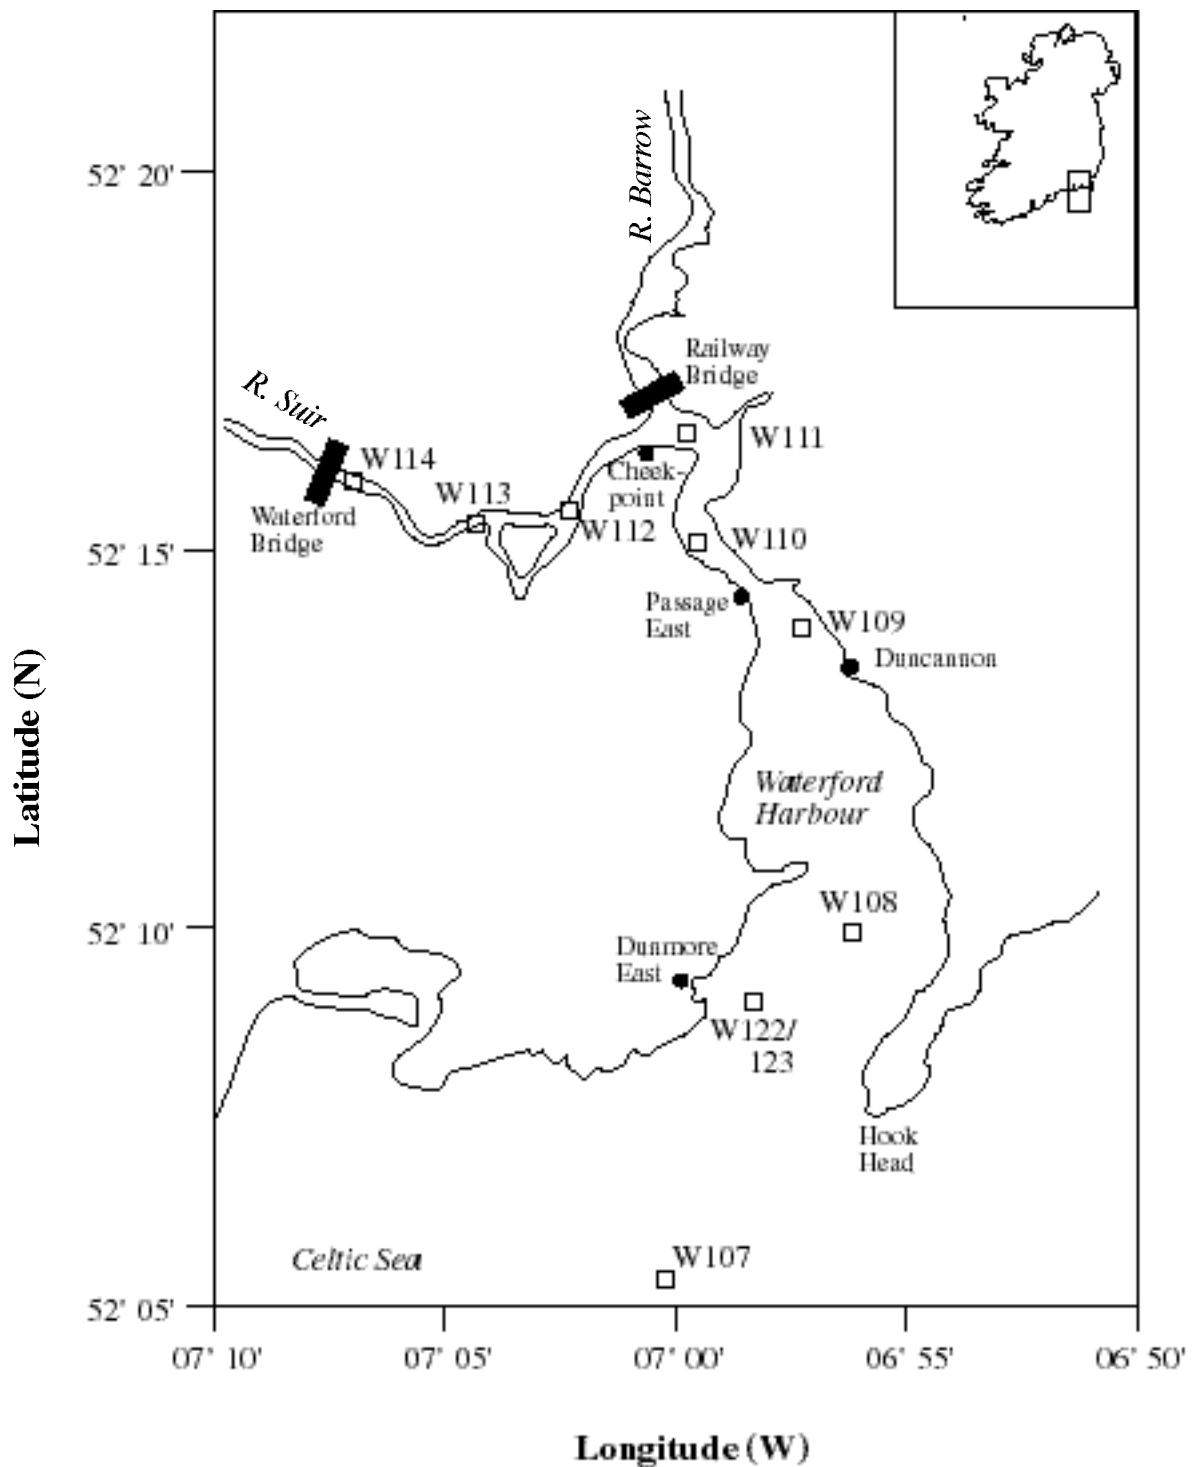 R. Barrow
52° 20'
Railway
Bridge
R. Suir
W111
W114
Cheek-
point
W113
Waterford
Bridge
W112
W110
52° 15'
Passage
East
W109
Duncannon
Latitude (N)
Waterford
Harbour
W108
52° 10'
Dunmore
East
W122/
123
Hook
Head
Celtic Sea
W107
52° 05'
07° 10'
07° 05'
07° 00'
06° 55'
06° 50'
Longitude (W)